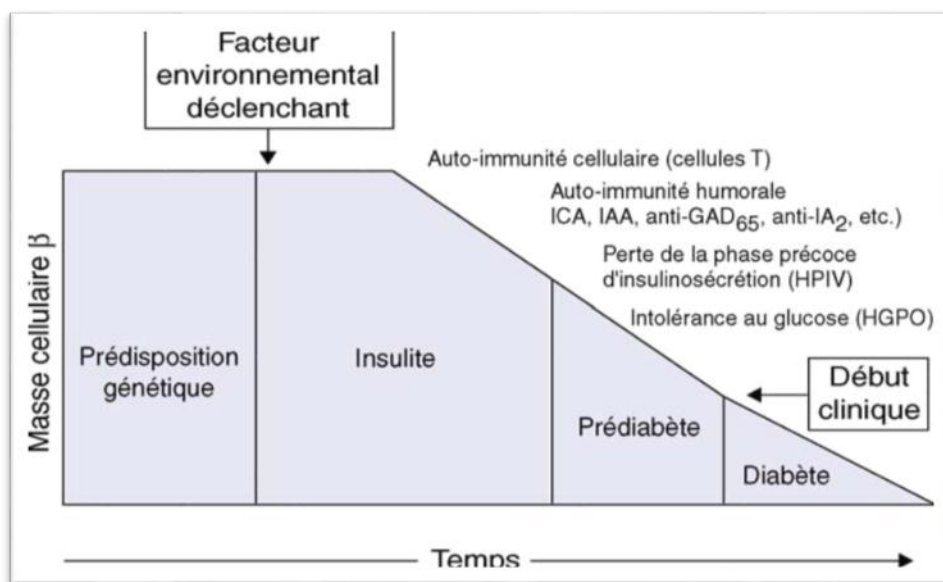 Facteur
environnemental
déclenchant
Auto-immunité cellulaire (cellules T)
Auto-immunité humorale
ICA, IAA, anti-GAD65, anti-IA2, etc.)
Perte de la phase précoce
d'insulinosécrétion (HPIV)
Intolérance au glucose (HGPO)
Masse cellulaire β
Prédisposition
génétique
Insulite
Prédiabète
Début
clinique
Diabète
Temps